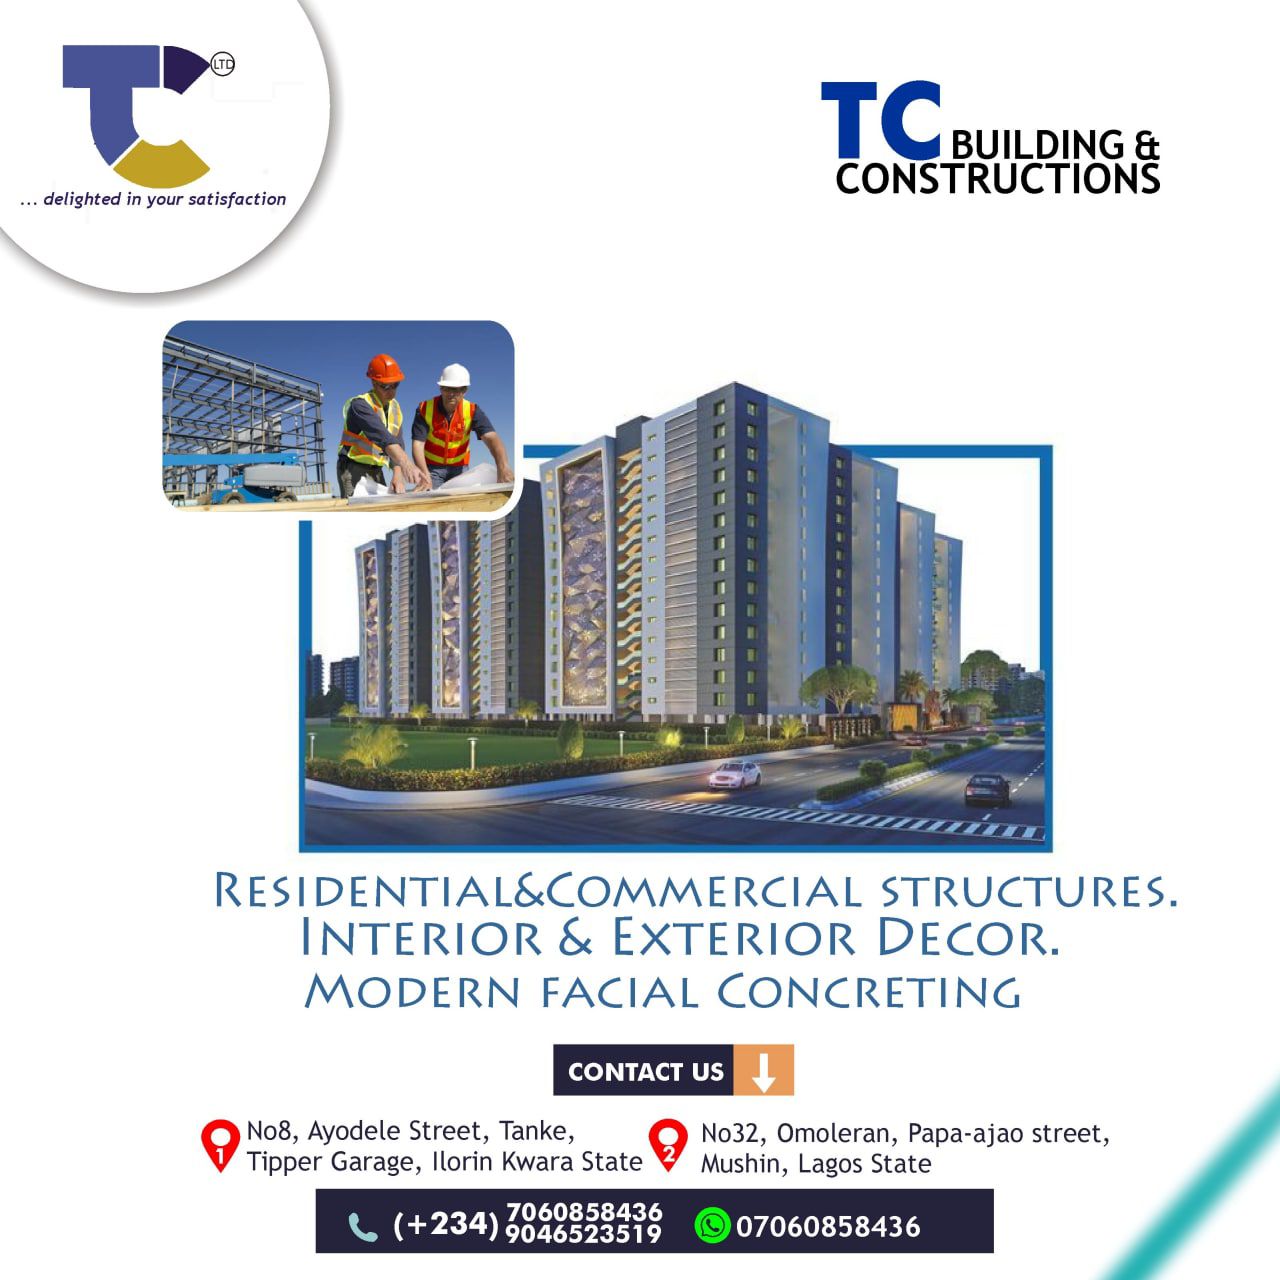 LTD
... delighted in your satisfaction
TC BUILDING &
CONSTRUCTIONS
RESIDENTIAL&COMMERCIAL STRUCTURES.
INTERIOR & EXTERIOR DECOR.
MODERN FACIAL CONCRETING
CONTACT US
1
No8, Ayodele Street, Tanke,
Tipper Garage, Ilorin Kwara State
2
No32, Omoleran, Papa-ajao street,
Mushin, Lagos State
(+234) 7060858436
9046523519
07060858436